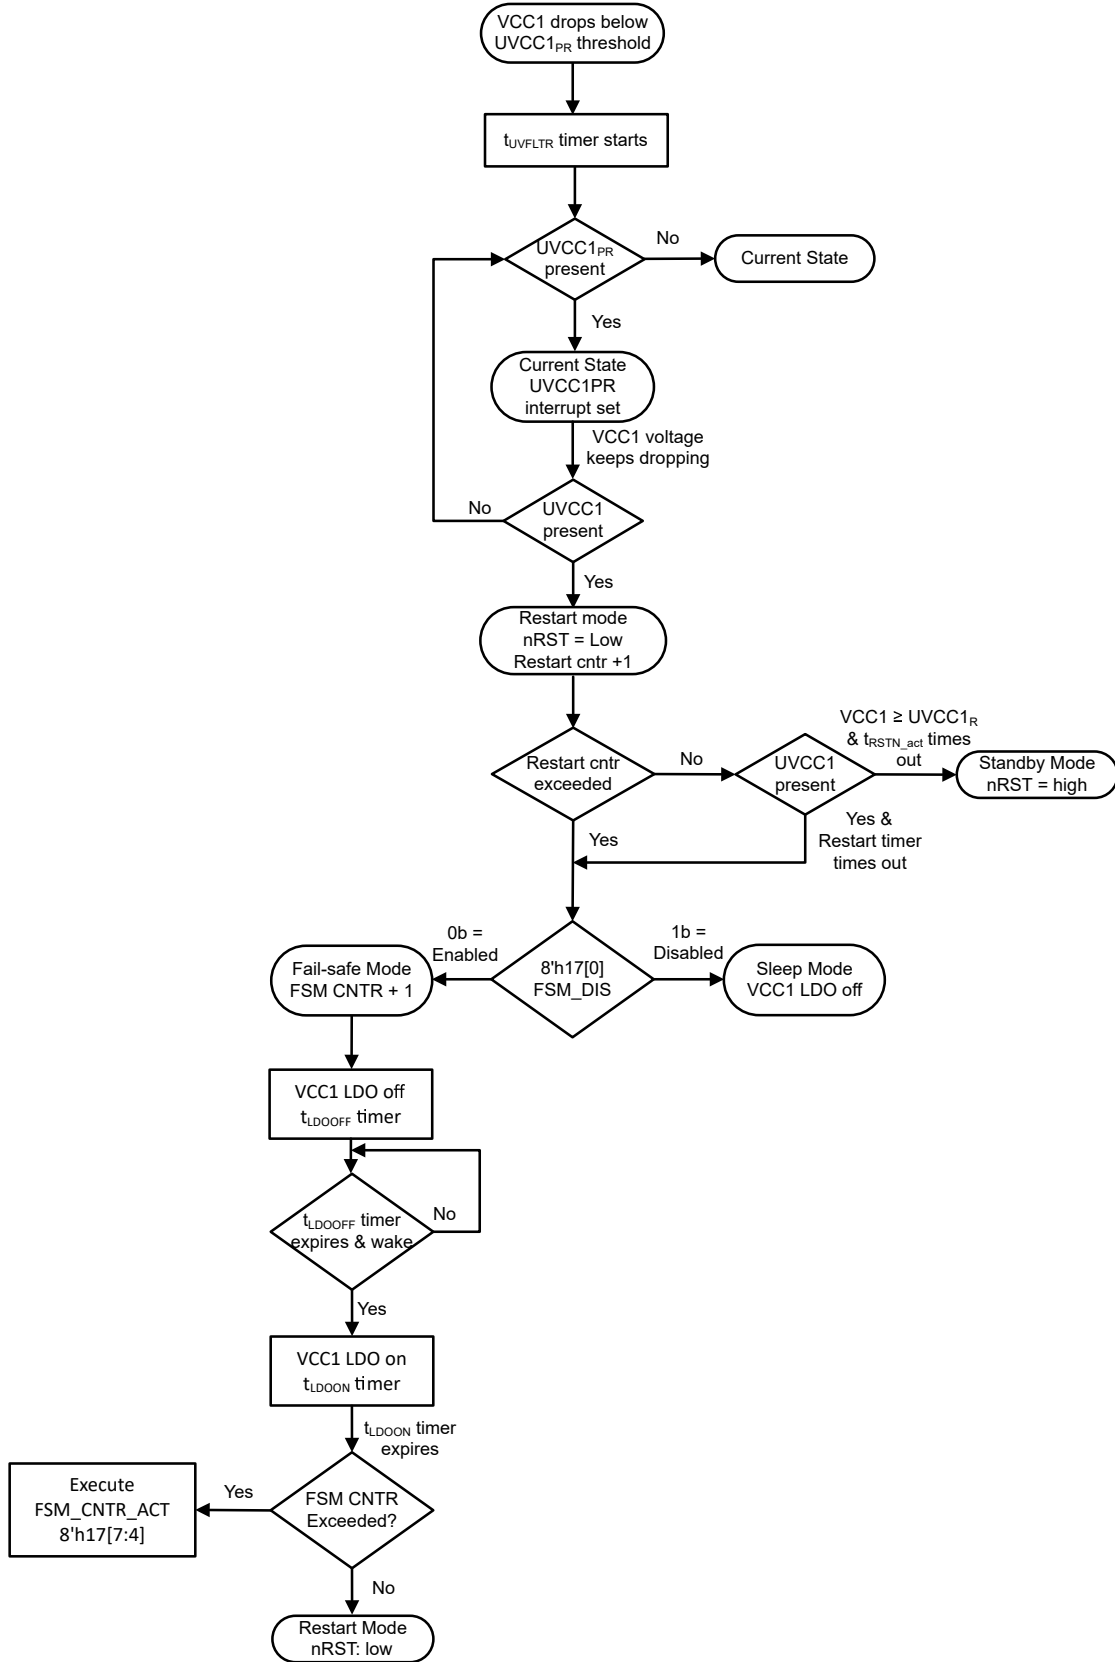 VCC1 drops below
UVCC1PR threshold
tUVFLTR timer starts
UVCC1PR
present
No
Current State
Yes
Current State
UVCC1PR
interrupt set
VCC1 voltage
keeps dropping
No
UVCC1
present
Yes
Restart mode
nRST = Low
Restart cntr +1
Restart cntr
exceeded
No
UVCC1
present
VCC1 ≥ UVCC1R
& tRSTN_act times
out
Standby Mode
nRST = high
Yes
Yes &
Restart timer
times out
0b =
Enabled
1b =
Disabled
Fail-safe Mode
FSM CNTR + 1
8'h17[0]
FSM_DIS
Sleep Mode
VCC1 LDO off
VCC1 LDO off
tLDOOFF timer
tLDOOFF timer
expires & wake
No
Yes
VCC1 LDO on
tLDOON timer
tLDOON timer
expires
Execute
FSM_CNTR_ACT
8'h17[7:4]
Yes
FSM CNTR
Exceeded?
No
Restart Mode
nRST: low